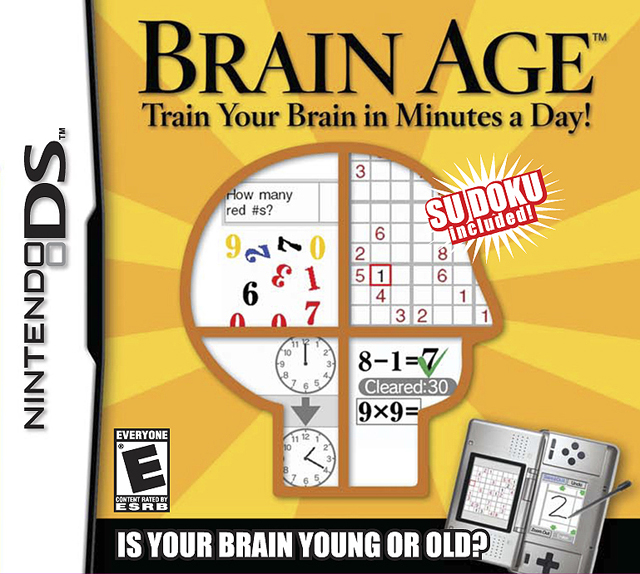 BRAIN AGE™
Train Your Brain in Minutes a Day!
NINTENDO DS™
How many
red #s?
9 2 7 0
3 1
6
0 0 7
3
6
2 8
5 1 6
4 1
3 2 1
SUDOKU
included!
8-1=7
Cleared:30
9×9=
EVERYONE
E
CONTENT RATED BY
ESRB
2
IS YOUR BRAIN YOUNG OR OLD?